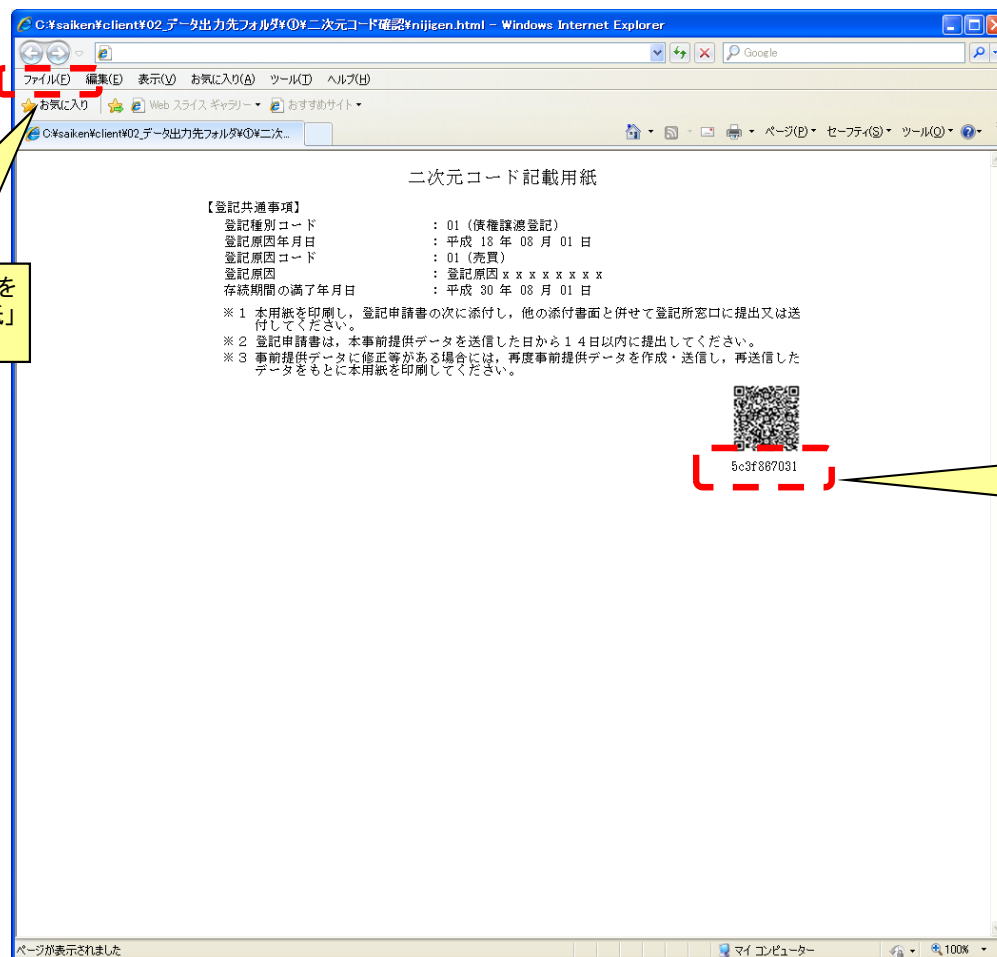 C:¥saiken¥client¥02_データ出力先フォルダ¥①¥二次元コード確認¥nijigen.html - Windows Internet Explorer
Google
ファイル(F) 編集(E) 表示(V) お気に入り(A) ツール(T) ヘルプ(H)
お気に入り Web スライス ギャラリー おすすめサイト
C:¥saiken¥client¥02_データ出力先フォルダ¥①¥二次... ページ(P) セーフティ(S) ツール(O)
二次元コード記載用紙
【登記共通事項】
登記種別コード : 01 (債権譲渡登記)
登記原因年月日 : 平成 18 年 08 月 01 日
登記原因コード : 01 (売買)
登記原因 : 登記原因ｘｘｘｘｘｘｘｘ
存続期間の満了年月日 : 平成 30 年 08 月 01 日
を
」
※１ 本用紙を印刷し，登記申請書の次に添付し，他の添付書面と併せて登記所窓口に提出又は送
付してください。
※２ 登記申請書は，本事前提供データを送信した日から１４日以内に提出してください。
※３ 事前提供データに修正等がある場合には，再度事前提供データを作成・送信し，再送信した
データをもとに本用紙を印刷してください。
5c3f867031
ページが表示されました マイ コンピューター 100%